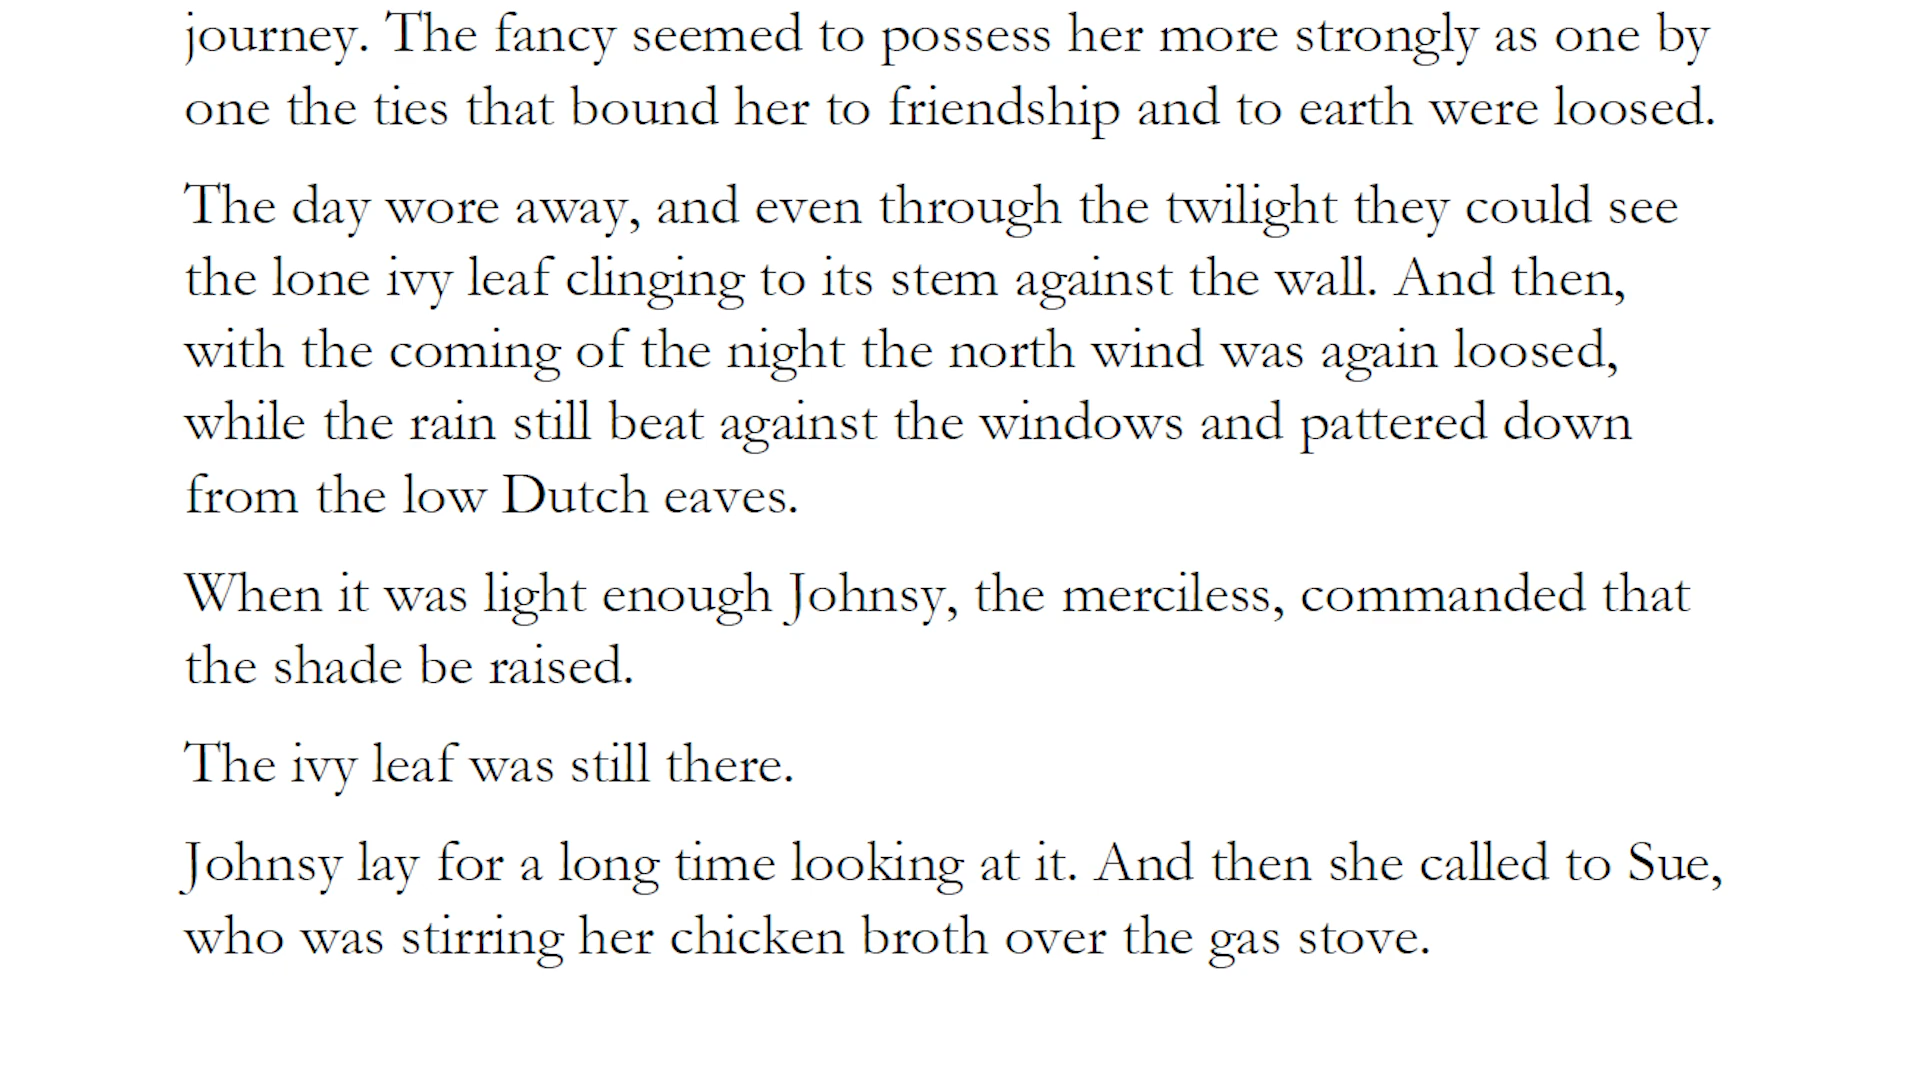 journey. The fancy seemed to possess her more strongly as one by
one the ties that bound her to friendship and to earth were loosed.
The day wore away, and even through the twilight they could see
the lone ivy leaf clinging to its stem against the wall. And then,
with the coming of the night the north wind was again loosed,
while the rain still beat against the windows and pattered down
from the low Dutch eaves.
When it was light enough Johnsy, the merciless, commanded that
the shade be raised.
The ivy leaf was still there.
Johnsy lay for a long time looking at it. And then she called to Sue,
who was stirring her chicken broth over the gas stove.